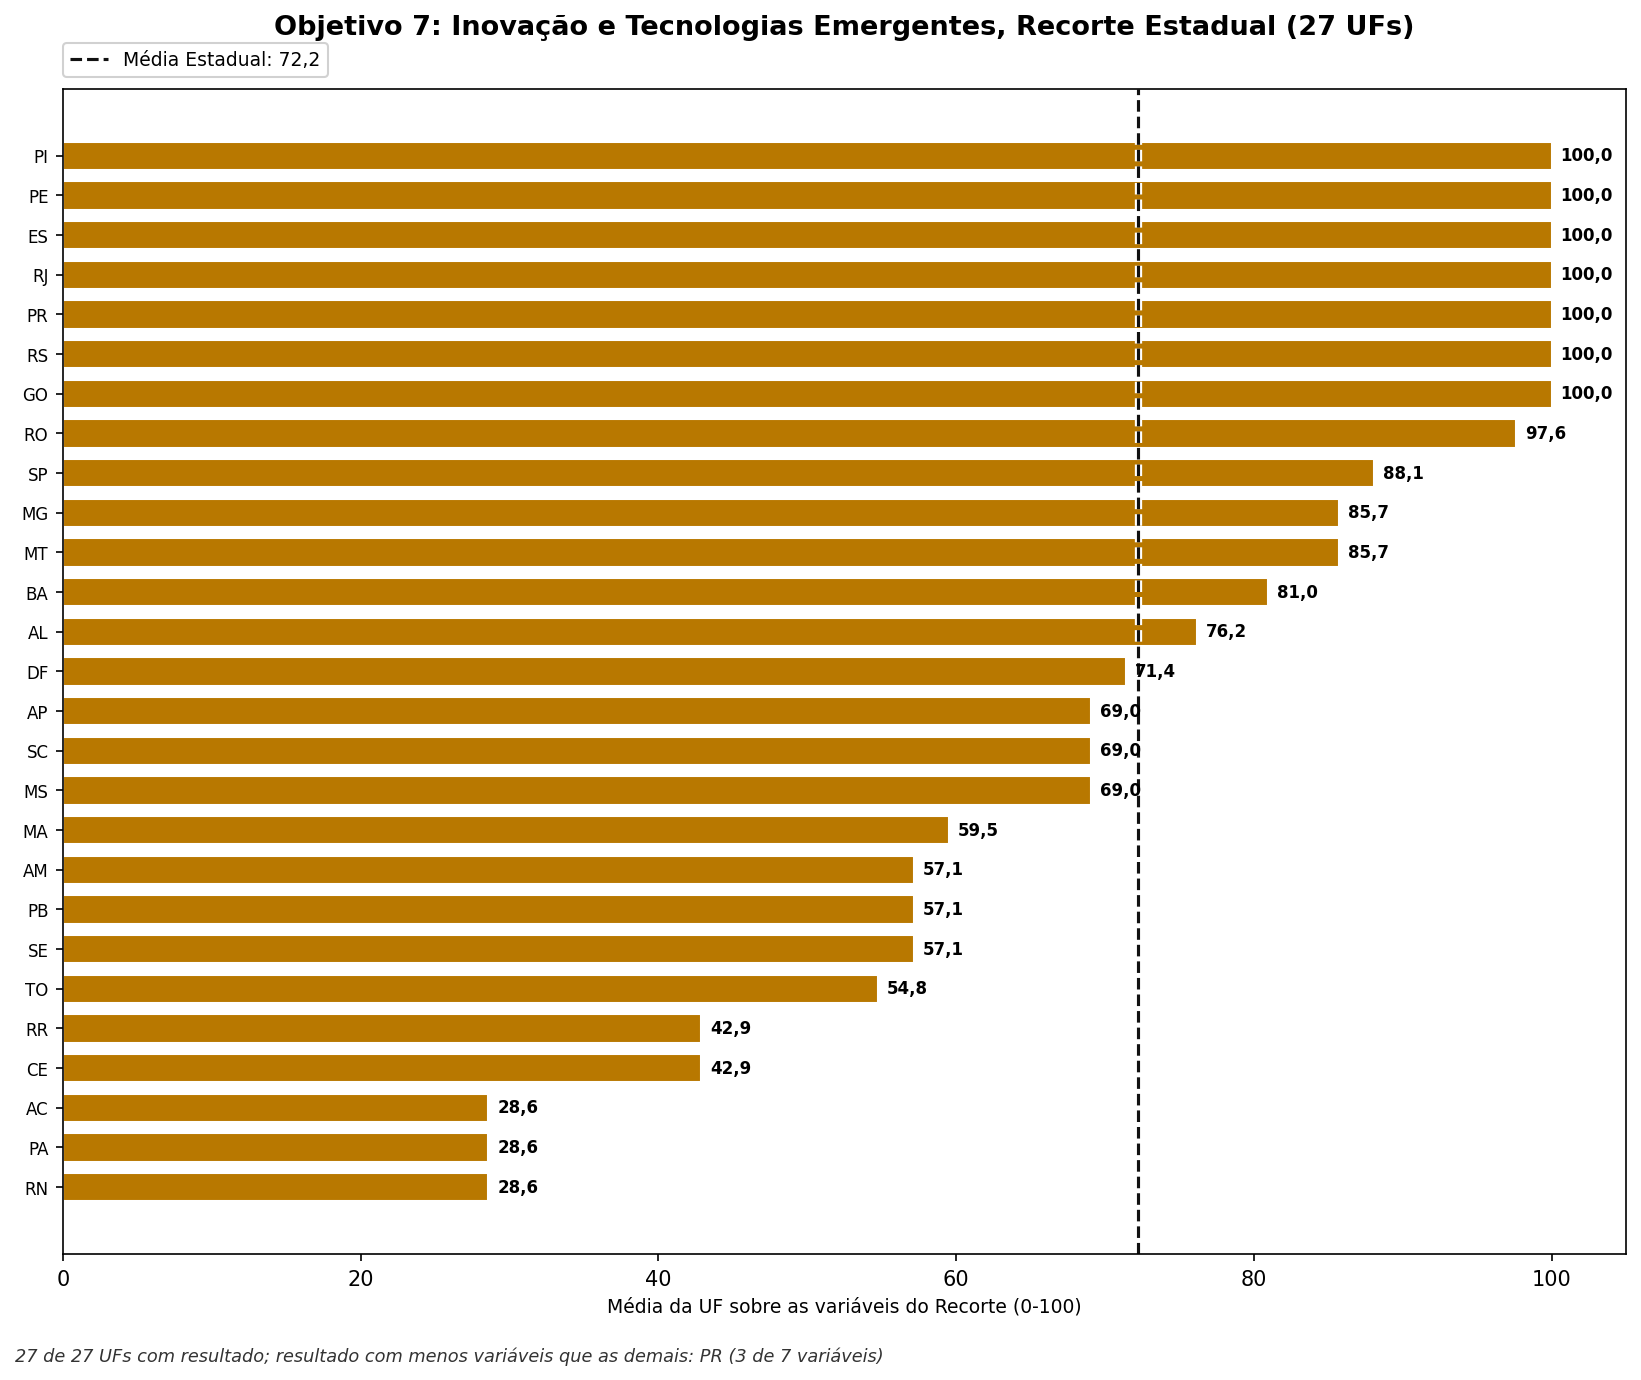 Objetivo 7: Inovação e Tecnologias Emergentes, Recorte Estadual (27 UFs)
Média Estadual: 72,2
PI 100,0
PE 100,0
ES 100,0
RJ 100,0
PR 100,0
RS 100,0
GO 100,0
RO 97,6
SP 88,1
MG 85,7
MT 85,7
BA 81,0
AL 76,2
DF 71,4
AP 69,0
SC 69,0
MS 69,0
MA 59,5
AM 57,1
PB 57,1
SE 57,1
TO 54,8
RR 42,9
CE 42,9
AC 28,6
PA 28,6
RN 28,6
0 20 40 60 80 100
Média da UF sobre as variáveis do Recorte (0-100)
27 de 27 UFs com resultado; resultado com menos variáveis que as demais: PR (3 de 7 variáveis)